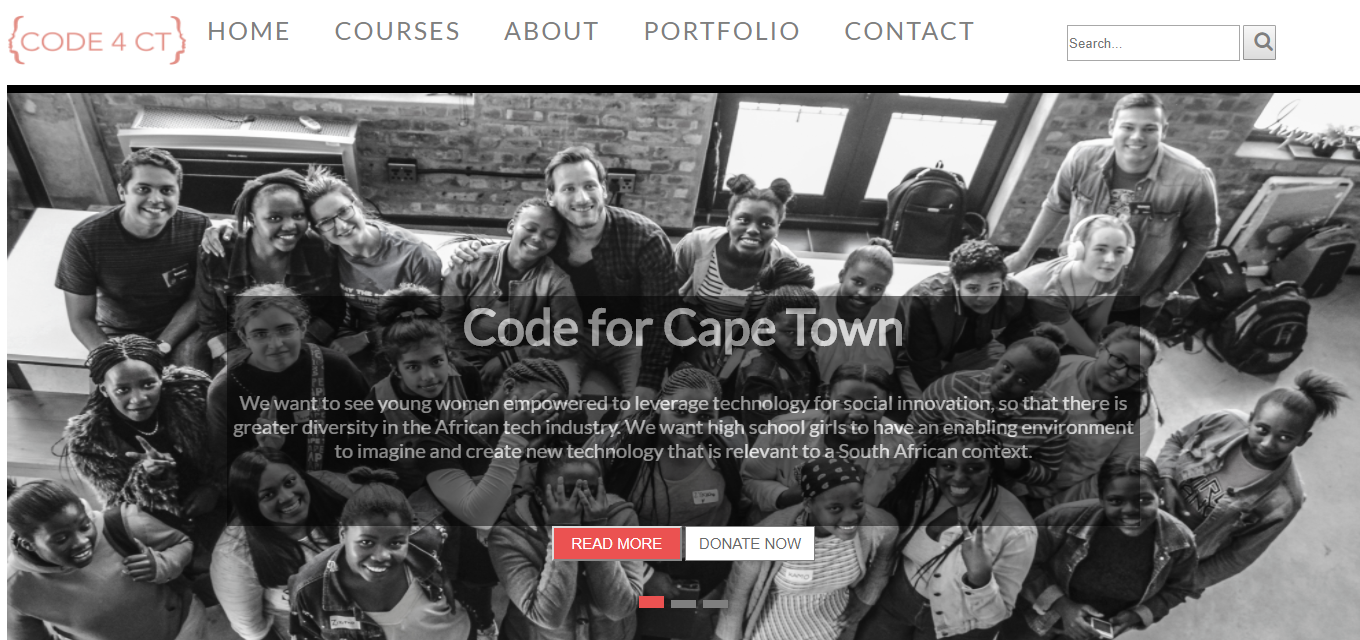 {CODE 4 CT} HOME COURSES ABOUT PORTFOLIO CONTACT Search...
Code for Cape Town
We want to see young women empowered to leverage technology for social innovation, so that there is
greater diversity in the African tech industry. We want high school girls to have an enabling environment
to imagine and create new technology that is relevant to a South African context.
READ MORE DONATE NOW